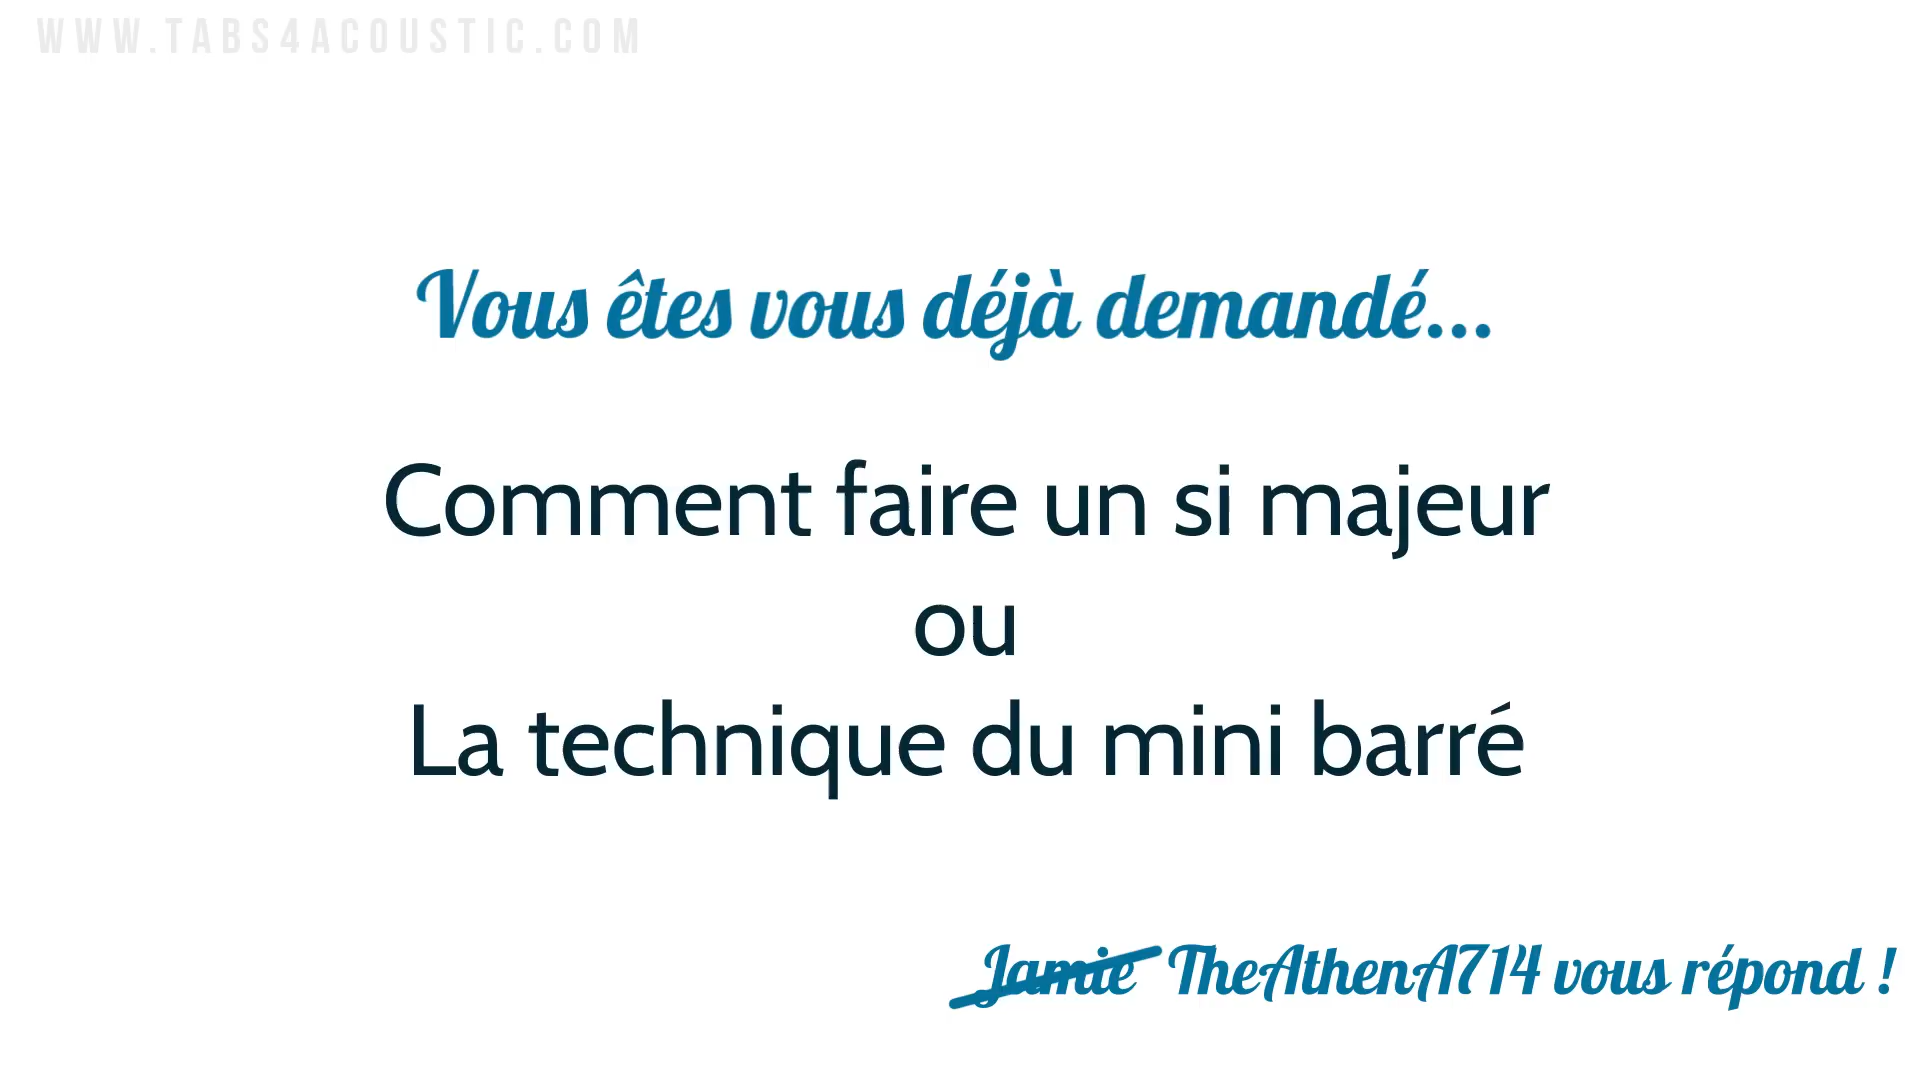 WWW.TABS4ACOUSTIC.COM
Vous êtes vous déjà demandé...
Comment faire un si majeur
ou
La technique du mini barré
Jamie TheAthenA714 vous répond !